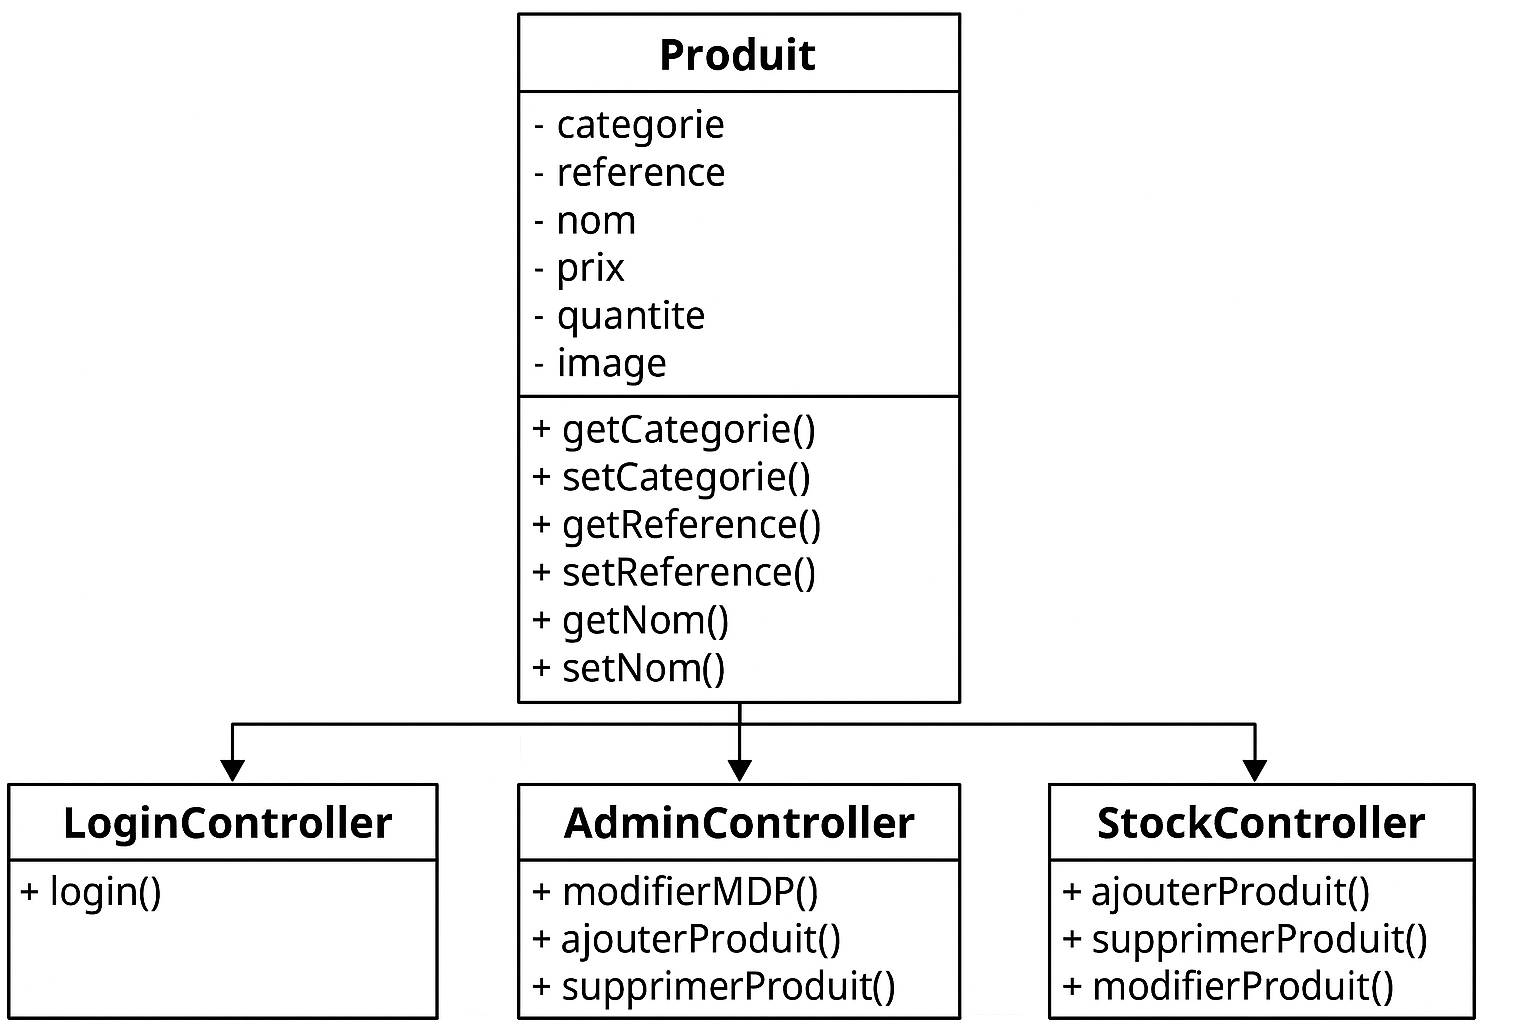 Produit
- categorie
- reference
- nom
- prix
- quantite
- image
+ getCategorie()
+ setCategorie()
+ getReference()
+ setReference()
+ getNom()
+ setNom()
LoginController
+ login()
AdminController
+ modifierMDP()
+ ajouterProduit()
+ supprimerProduit()
StockController
+ ajouterProduit()
+ supprimerProduit()
+ modifierProduit()